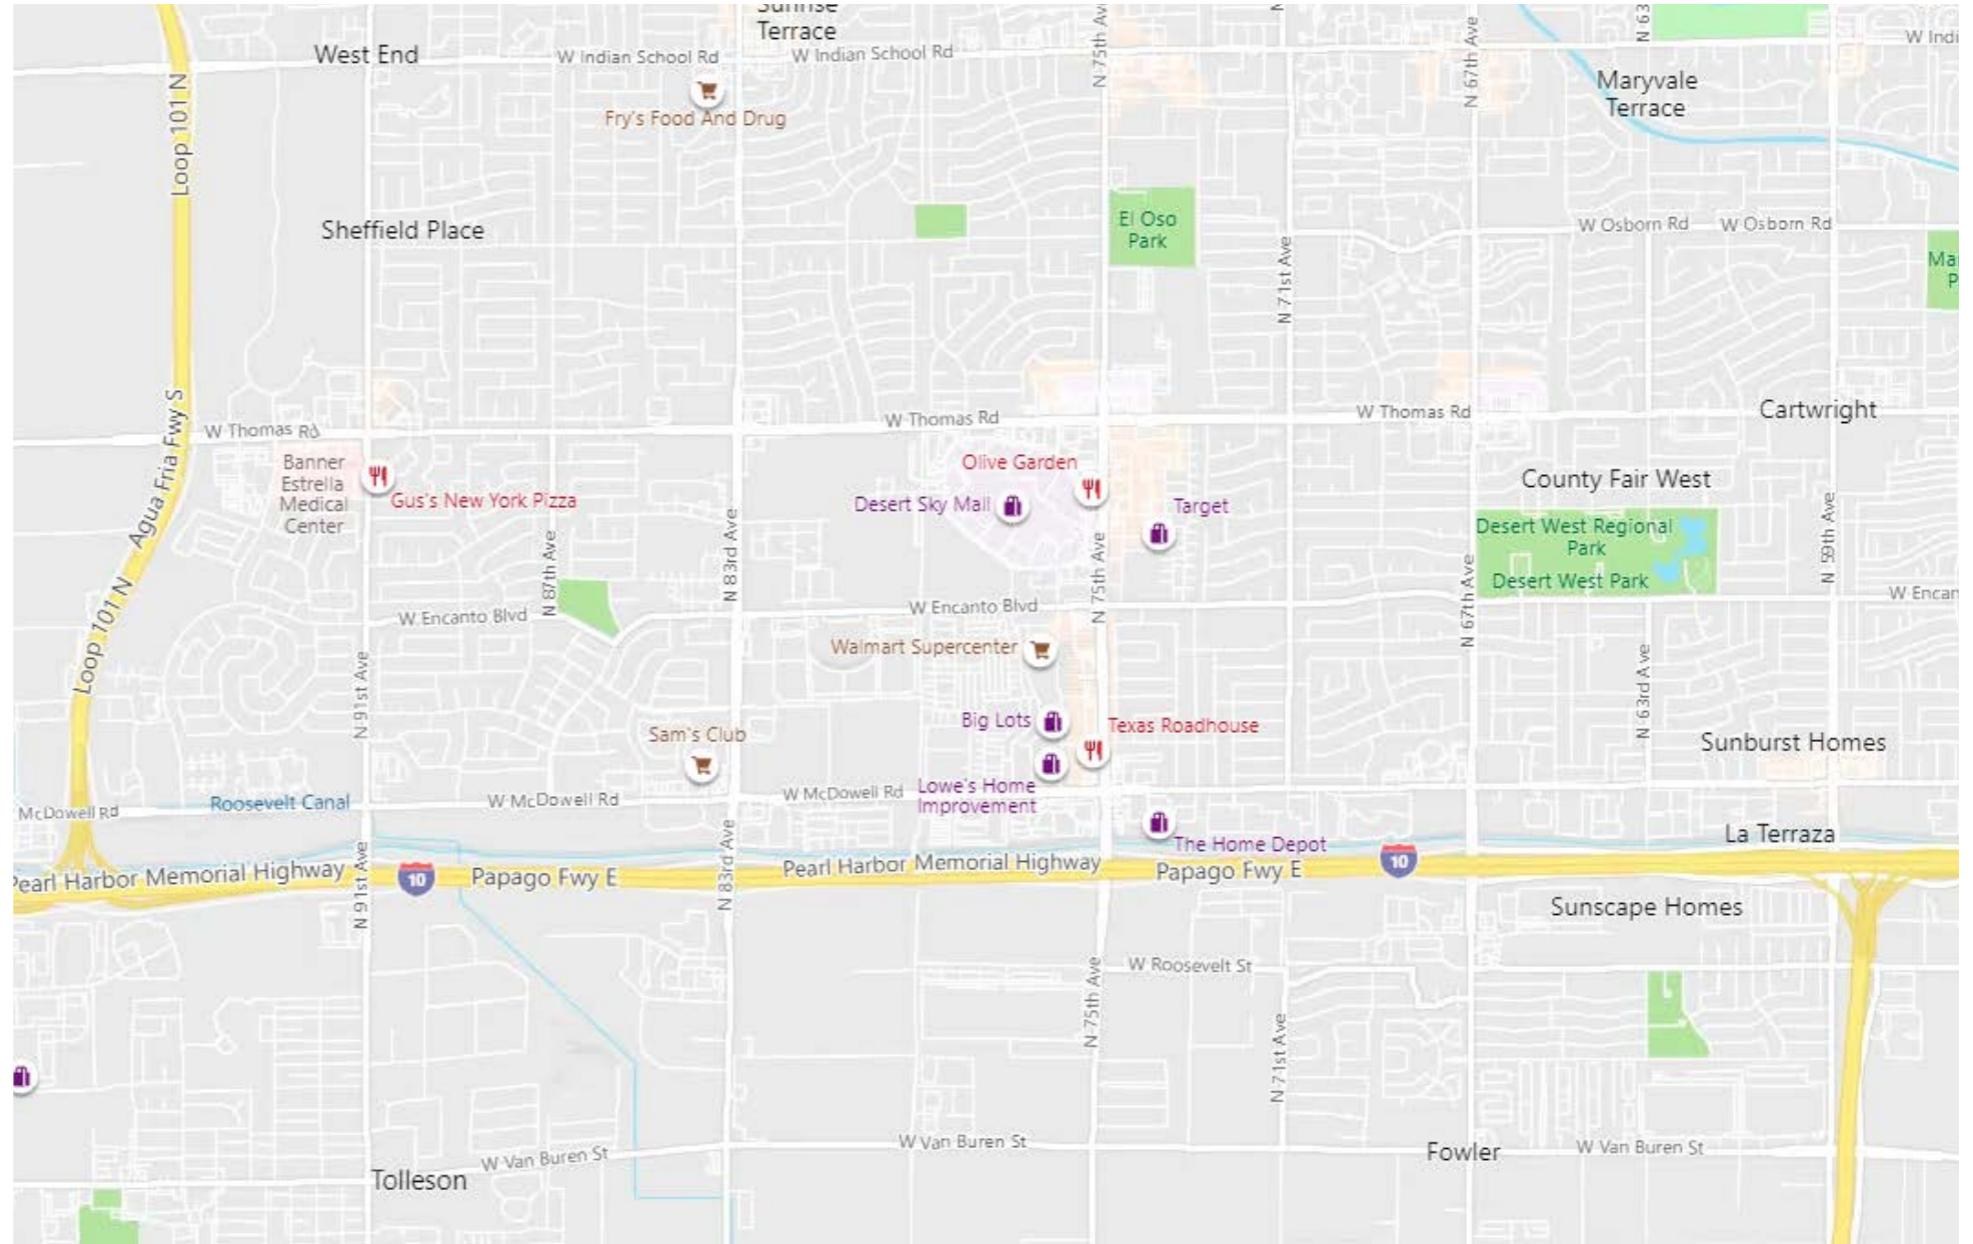 Sunrise
Terrace
West End
W Indian School Rd
W Indian School Rd
N 75th Av
N 67th Ave
N 63
W Indi
Maryvale
Terrace
Loop 101 N
Fry's Food And Drug
Sheffield Place
El Oso
Park
W Osborn Rd
W Osborn Rd
N 71st Ave
Ma
P
W Thomas Rd
W Thomas Rd
W Thomas Rd
Cartwright
Agua Fria Fwy S
Banner
Estrella
Medical
Center
Gus's New York Pizza
Olive Garden
Desert Sky Mall
Target
County Fair West
Desert West Regional
Park
Desert West Park
N 59th Ave
N 87th Ave
N 83rd Ave
N 75th Ave
N 67th Ave
W Encanto Blvd
W Encanto Blvd
W Encan
Loop 101 N
Walmart Supercenter
N 91st Ave
N 63rd Ave
Big Lots
Texas Roadhouse
Sam's Club
Sunburst Homes
Lowe's Home
Improvement
McDowell Rd
Roosevelt Canal
W McDowell Rd
W McDowell Rd
The Home Depot
La Terraza
Pearl Harbor Memorial Highway
N 91st Ave
10
Papago Fwy E
N 83rd Ave
Pearl Harbor Memorial Highway
Papago Fwy E
10
Sunscape Homes
N 75th Ave
W Roosevelt St
N 71st Ave
W Van Buren St
W Van Buren St
Fowler
W Van Buren St
Tolleson